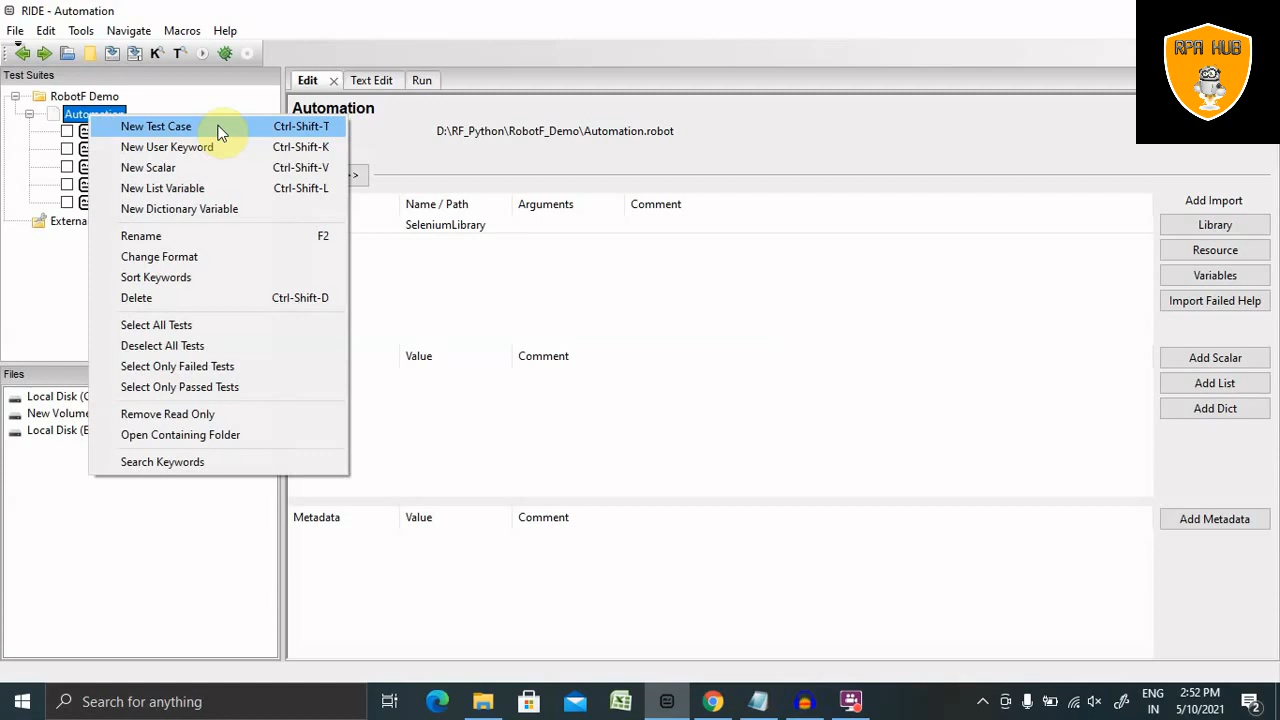 RIDE - Automation
File Edit Tools Navigate Macros Help
RPA HUB
Test Suites
Edit Text Edit Run
RobotF Demo
Automation
Automation
D:\RF_Python\RobotF_Demo\Automation.robot
>>
External
New Test Case Ctrl-Shift-T
New User Keyword Ctrl-Shift-K
New Scalar Ctrl-Shift-V
New List Variable Ctrl-Shift-L
New Dictionary Variable
Rename F2
Change Format
Sort Keywords
Delete Ctrl-Shift-D
Select All Tests
Deselect All Tests
Select Only Failed Tests
Select Only Passed Tests
Remove Read Only
Open Containing Folder
Search Keywords
Name / Path Arguments Comment
SeleniumLibrary
Add Import
Library
Resource
Variables
Import Failed Help
Value Comment
Add Scalar
Add List
Add Dict
Metadata Value Comment
Add Metadata
Files
Local Disk (C
New Volume
Local Disk (E
Search for anything
ENG
IN
2:52 PM
5/10/2021
2